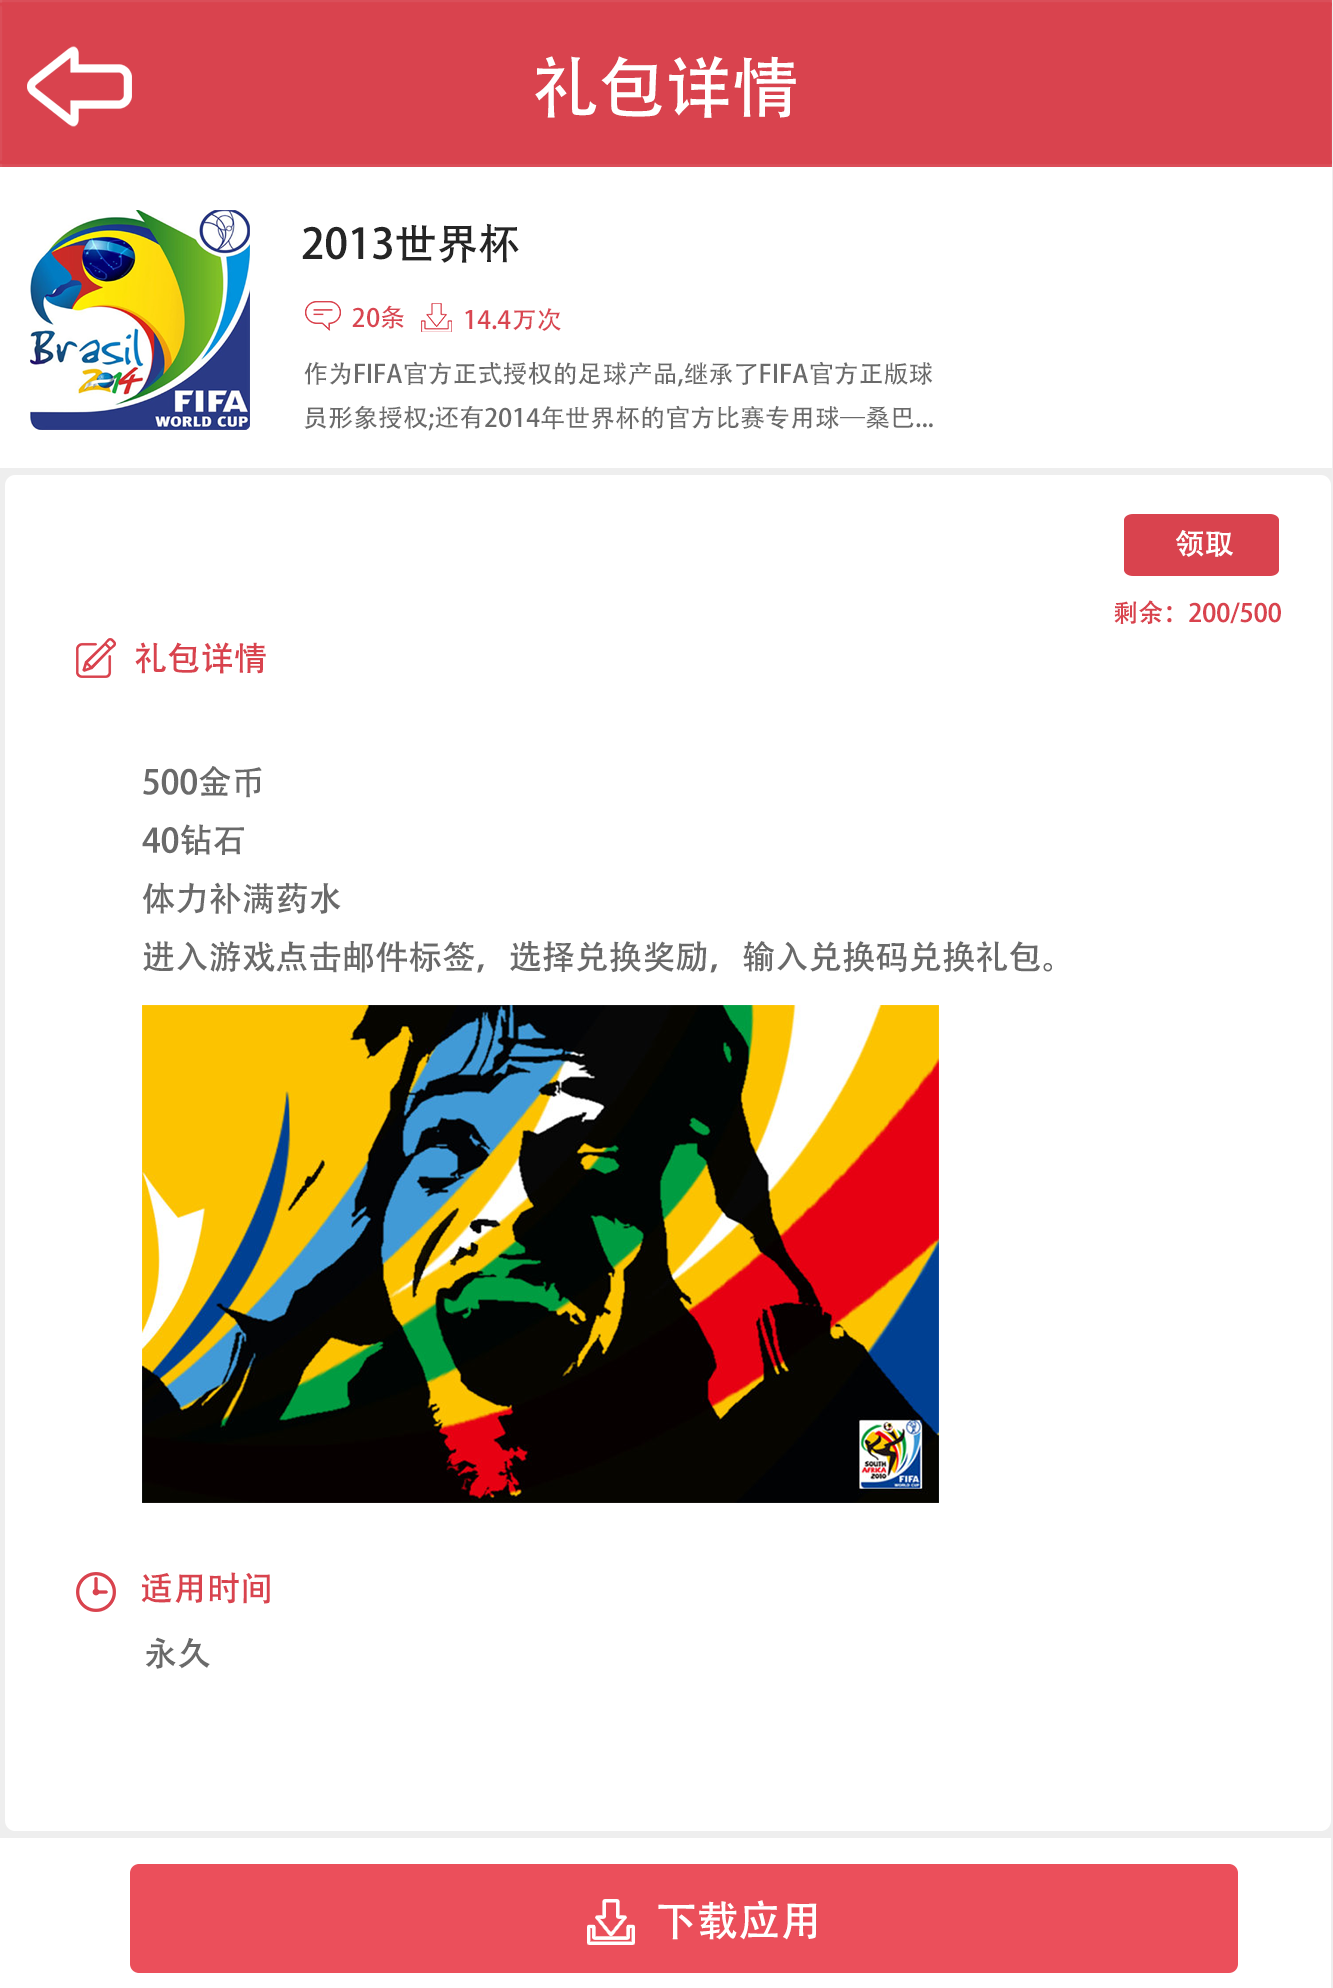 礼包详情
Brasil
2014
FIFA
WORLD CUP
2013世界杯
20条 14.4万次
作为FIFA官方正式授权的足球产品,继承了FIFA官方正版球
员形象授权;还有2014年世界杯的官方比赛专用球—桑巴...
领取
剩余：200/500
礼包详情
500金币
40钻石
体力补满药水
进入游戏点击邮件标签，选择兑换奖励，输入兑换码兑换礼包。
SOUTH
AFRICA
2010
FIFA
WORLD CUP
适用时间
永久
下载应用